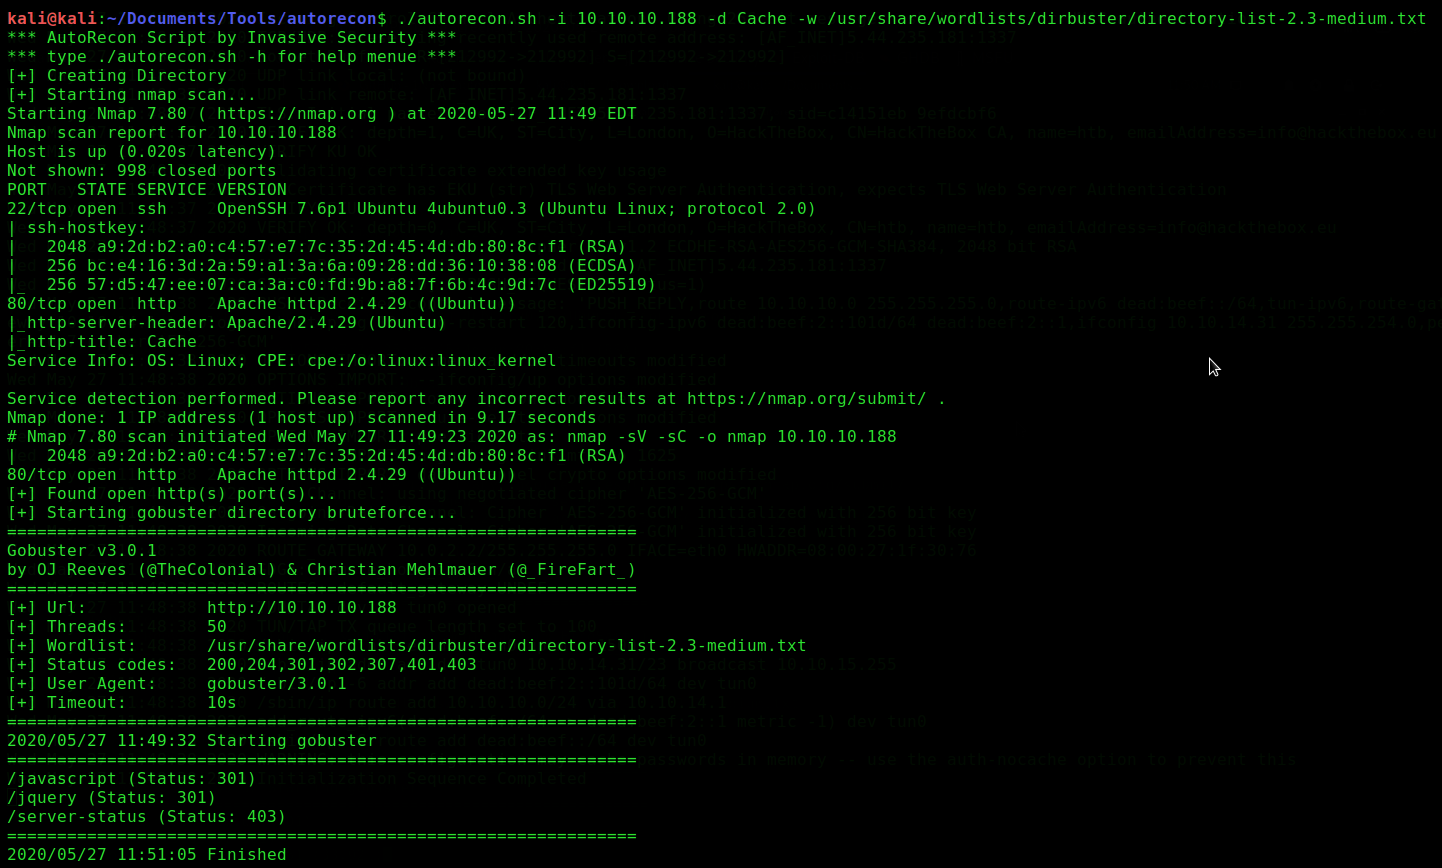 kali@kali:~/Documents/Tools/autorecon$ ./autorecon.sh -i 10.10.10.188 -d Cache -w /usr/share/wordlists/dirbuster/directory-list-2.3-medium.txt
*** AutoRecon Script by Invasive Security ***
*** type ./autorecon.sh -h for help menue ***
[+] Creating Directory
[+] Starting nmap scan...
Starting Nmap 7.80 ( https://nmap.org ) at 2020-05-27 11:49 EDT
Nmap scan report for 10.10.10.188
Host is up (0.020s latency).
Not shown: 998 closed ports
PORT   STATE SERVICE VERSION
22/tcp open  ssh     OpenSSH 7.6p1 Ubuntu 4ubuntu0.3 (Ubuntu Linux; protocol 2.0)
| ssh-hostkey:
|   2048 a9:2d:b2:a0:c4:57:e7:7c:35:2d:45:4d:db:80:8c:f1 (RSA)
|   256 bc:e4:16:3d:2a:59:a1:3a:6a:09:28:dd:36:10:38:08 (ECDSA)
|_  256 57:d5:47:ee:07:ca:3a:c0:fd:9b:a8:7f:6b:4c:9d:7c (ED25519)
80/tcp open  http    Apache httpd 2.4.29 ((Ubuntu))
|_http-server-header: Apache/2.4.29 (Ubuntu)
|_http-title: Cache
Service Info: OS: Linux; CPE: cpe:/o:linux:linux_kernel
Service detection performed. Please report any incorrect results at https://nmap.org/submit/ .
Nmap done: 1 IP address (1 host up) scanned in 9.17 seconds
# Nmap 7.80 scan initiated Wed May 27 11:49:23 2020 as: nmap -sV -sC -o nmap 10.10.10.188
|   2048 a9:2d:b2:a0:c4:57:e7:7c:35:2d:45:4d:db:80:8c:f1 (RSA)
80/tcp open  http    Apache httpd 2.4.29 ((Ubuntu))
[+] Found open http(s) port(s)...
[+] Starting gobuster directory bruteforce...
===============================================================
Gobuster v3.0.1
by OJ Reeves (@TheColonial) & Christian Mehlmauer (@_FireFart_)
===============================================================
[+] Url:            http://10.10.10.188
[+] Threads:        50
[+] Wordlist:       /usr/share/wordlists/dirbuster/directory-list-2.3-medium.txt
[+] Status codes:   200,204,301,302,307,401,403
[+] User Agent:     gobuster/3.0.1
[+] Timeout:        10s
===============================================================
2020/05/27 11:49:32 Starting gobuster
===============================================================
/javascript (Status: 301)
/jquery (Status: 301)
/server-status (Status: 403)
===============================================================
2020/05/27 11:51:05 Finished